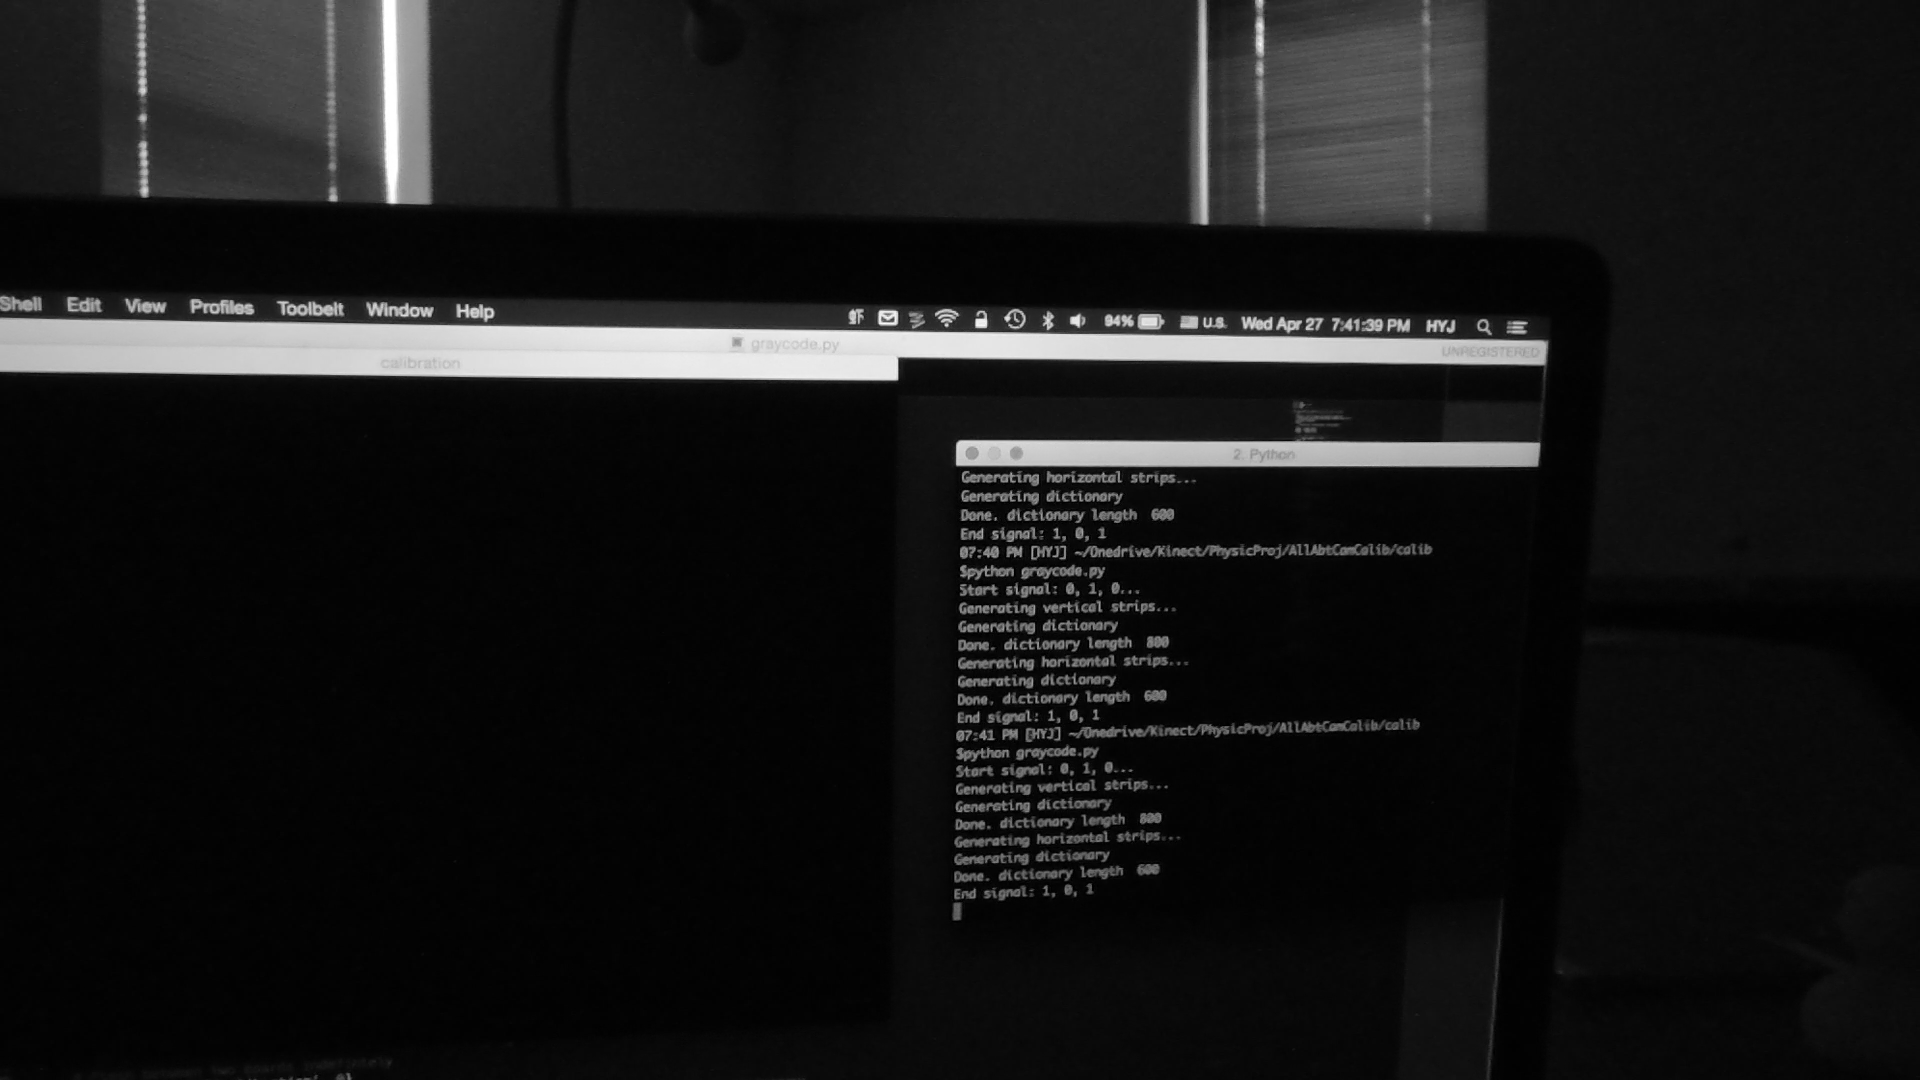 Shell Edit View Profiles Toolbelt Window Help 94% U.S. Wed Apr 27 7:41:39 PM HYJ
graycode.py
UNREGISTERED
calibration
2. Python
Generating horizontal strips...
Generating dictionary
Done. dictionary length 600
End signal: 1, 0, 1
07:40 PM [HYJ] ~/Onedrive/Kinect/PhysicProj/AllAbtCamCalib/calib
$python graycode.py
Start signal: 0, 1, 0...
Generating vertical strips...
Generating dictionary
Done. dictionary length 800
Generating horizontal strips...
Generating dictionary
Done. dictionary length 600
End signal: 1, 0, 1
07:41 PM [HYJ] ~/Onedrive/Kinect/PhysicProj/AllAbtCamCalib/calib
$python graycode.py
Start signal: 0, 1, 0...
Generating vertical strips...
Generating dictionary
Done. dictionary length 800
Generating horizontal strips...
Generating dictionary
Done. dictionary length 600
End signal: 1, 0, 1